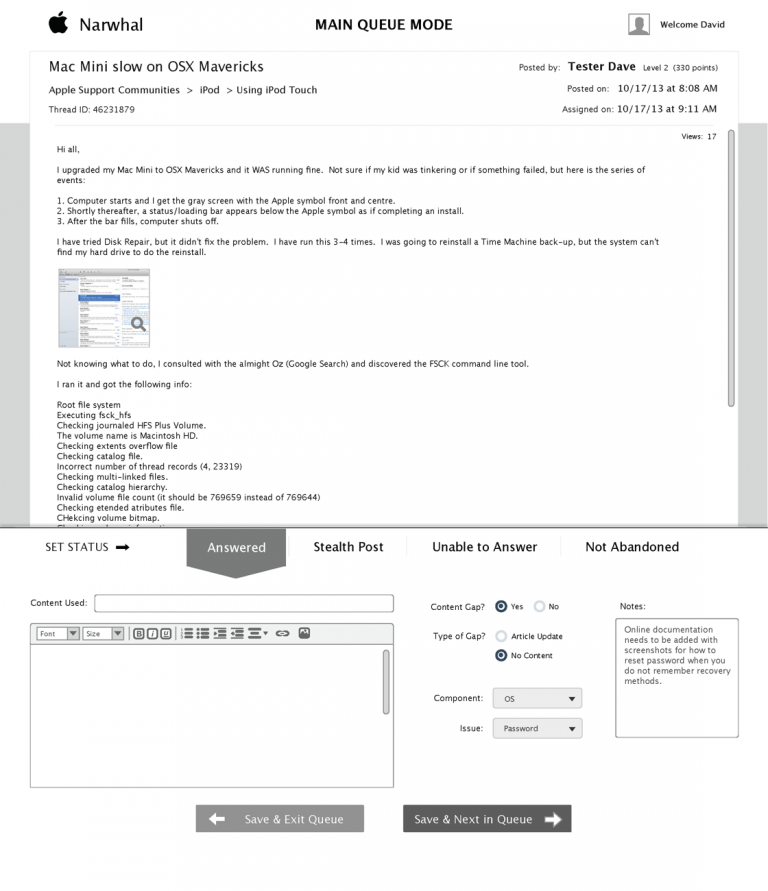 Narwhal
MAIN QUEUE MODE
Welcome David
Mac Mini slow on OSX Mavericks
Posted by: Tester Dave Level 2 (330 points)
Apple Support Communities > iPod > Using iPod Touch
Posted on: 10/17/13 at 8:08 AM
Thread ID: 46231879
Assigned on: 10/17/13 at 9:11 AM
Views: 17
Hi all,
I upgraded my Mac Mini to OSX Mavericks and it WAS running fine. Not sure if my kid was tinkering or if something failed, but here is the series of
events:
1. Computer starts and I get the gray screen with the Apple symbol front and centre.
2. Shortly thereafter, a status/loading bar appears below the Apple symbol as if completing an install.
3. After the bar fills, computer shuts off.
I have tried Disk Repair, but it didn't fix the problem. I have run this 3-4 times. I was going to reinstall a Time Machine back-up, but the system can't
find my hard drive to do the reinstall.
Not knowing what to do, I consulted with the almight Oz (Google Search) and discovered the FSCK command line tool.
I ran it and got the following info:
Root file system
Executing fsck_hfs
Checking journaled HFS Plus Volume.
The volume name is Macintosh HD.
Checking extents overflow file
Checking catalog file.
Incorrect number of thread records (4, 23319)
Checking multi-linked files.
Checking catalog hierarchy.
Invalid volume file count (it should be 769659 instead of 769644)
Checking etended atributes file.
CHekcing volume bitmap.
SET STATUS
Answered
Stealth Post
Unable to Answer
Not Abandoned
Content Used:
Font
Size
B I U
Content Gap? Yes No
Type of Gap? Article Update
No Content
Component: OS
Issue: Password
Notes:
Online documentation
needs to be added with
screenshots for how to
reset password when you
do not remember recovery
methods.
Save & Exit Queue
Save & Next in Queue